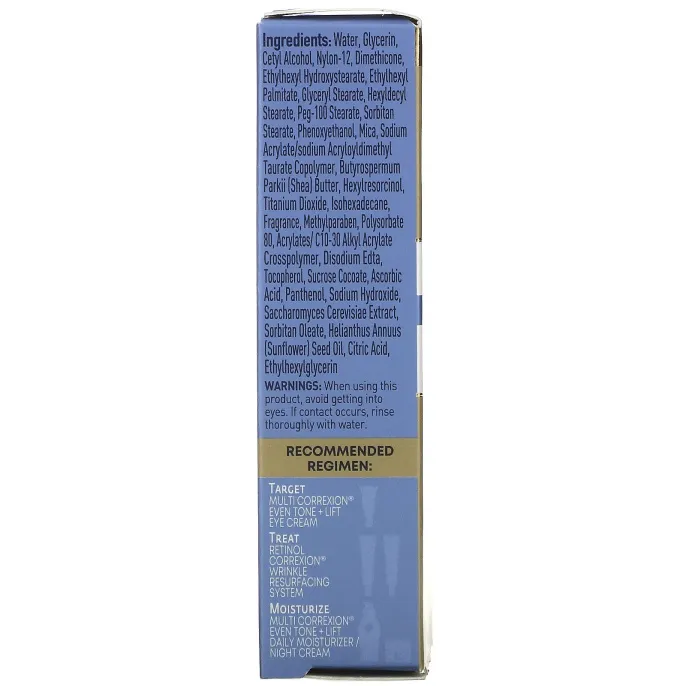 Ingredients: Water, Glycerin,
Cetyl Alcohol, Nylon-12, Dimethicone,
Ethylhexyl Hydroxystearate, Ethylhexyl
Palmitate, Glyceryl Stearate, Hexyldecyl
Stearate, Peg-100 Stearate, Sorbitan
Stearate, Phenoxyethanol, Mica, Sodium
Acrylate/sodium Acryloyldimethyl
Taurate Copolymer, Butyrospermum
Parkii (Shea) Butter, Hexylresorcinol,
Titanium Dioxide, Isohexadecane,
Fragrance, Methylparaben, Polysorbate
80, Acrylates/ C10-30 Alkyl Acrylate
Crosspolymer, Disodium Edta,
Tocopherol, Sucrose Cocoate, Ascorbic
Acid, Panthenol, Sodium Hydroxide,
Saccharomyces Cerevisiae Extract,
Sorbitan Oleate, Helianthus Annuus
(Sunflower) Seed Oil, Citric Acid,
Ethylhexylglycerin
WARNINGS: When using this
product, avoid getting into
eyes. If contact occurs, rinse
thoroughly with water.
RECOMMENDED
REGIMEN:
TARGET
MULTI CORREXION®
EVEN TONE + LIFT
EYE CREAM
TREAT
RETINOL
CORREXION®
WRINKLE
RESURFACING
SYSTEM
MOISTURIZE
MULTI CORREXION®
EVEN TONE + LIFT
DAILY MOISTURIZER /
NIGHT CREAM